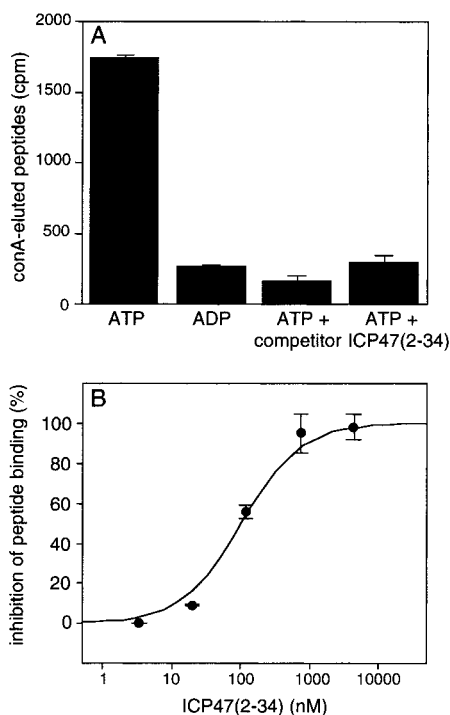 A
conA-eluted peptides (cpm)
2000
1500
1000
500
0
ATP
ADP
ATP +
competitor
ATP +
ICP47(2-34)
B
inhibition of peptide binding (%)
100
80
60
40
20
0
1
10
100
1000
10000
ICP47(2-34) (nM)